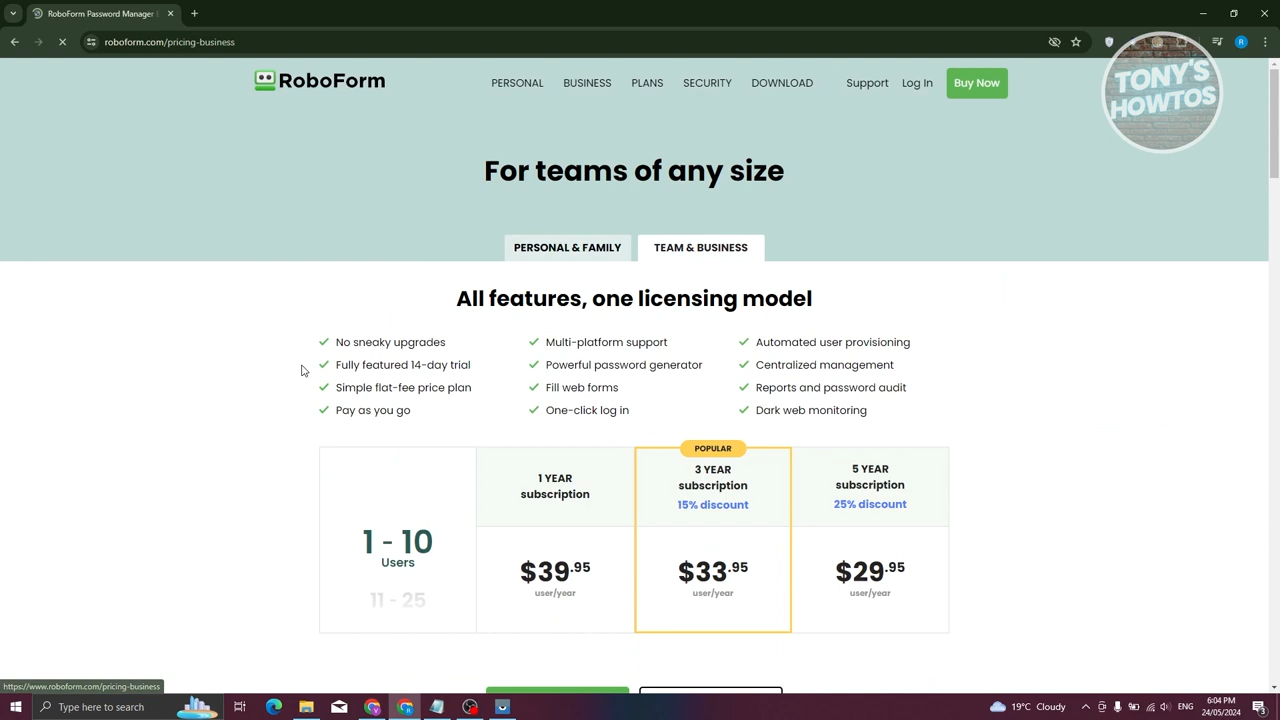 RoboForm Password Manager
roboform.com/pricing-business
RoboForm
PERSONAL
BUSINESS
PLANS
SECURITY
DOWNLOAD
Support
Log In
Buy Now
TONY'S
HOWTOS
For teams of any size
PERSONAL & FAMILY
TEAM & BUSINESS
All features, one licensing model
No sneaky upgrades
Fully featured 14-day trial
Simple flat-fee price plan
Pay as you go
Multi-platform support
Powerful password generator
Fill web forms
One-click log in
Automated user provisioning
Centralized management
Reports and password audit
Dark web monitoring
1 - 10
Users
11 - 25
1 YEAR
subscription
$39.95
user/year
POPULAR
3 YEAR
subscription
15% discount
$33.95
user/year
5 YEAR
subscription
25% discount
$29.95
user/year
https://www.roboform.com/pricing-business
Type here to search
19°C Cloudy
ENG
6:04 PM
24/05/2024